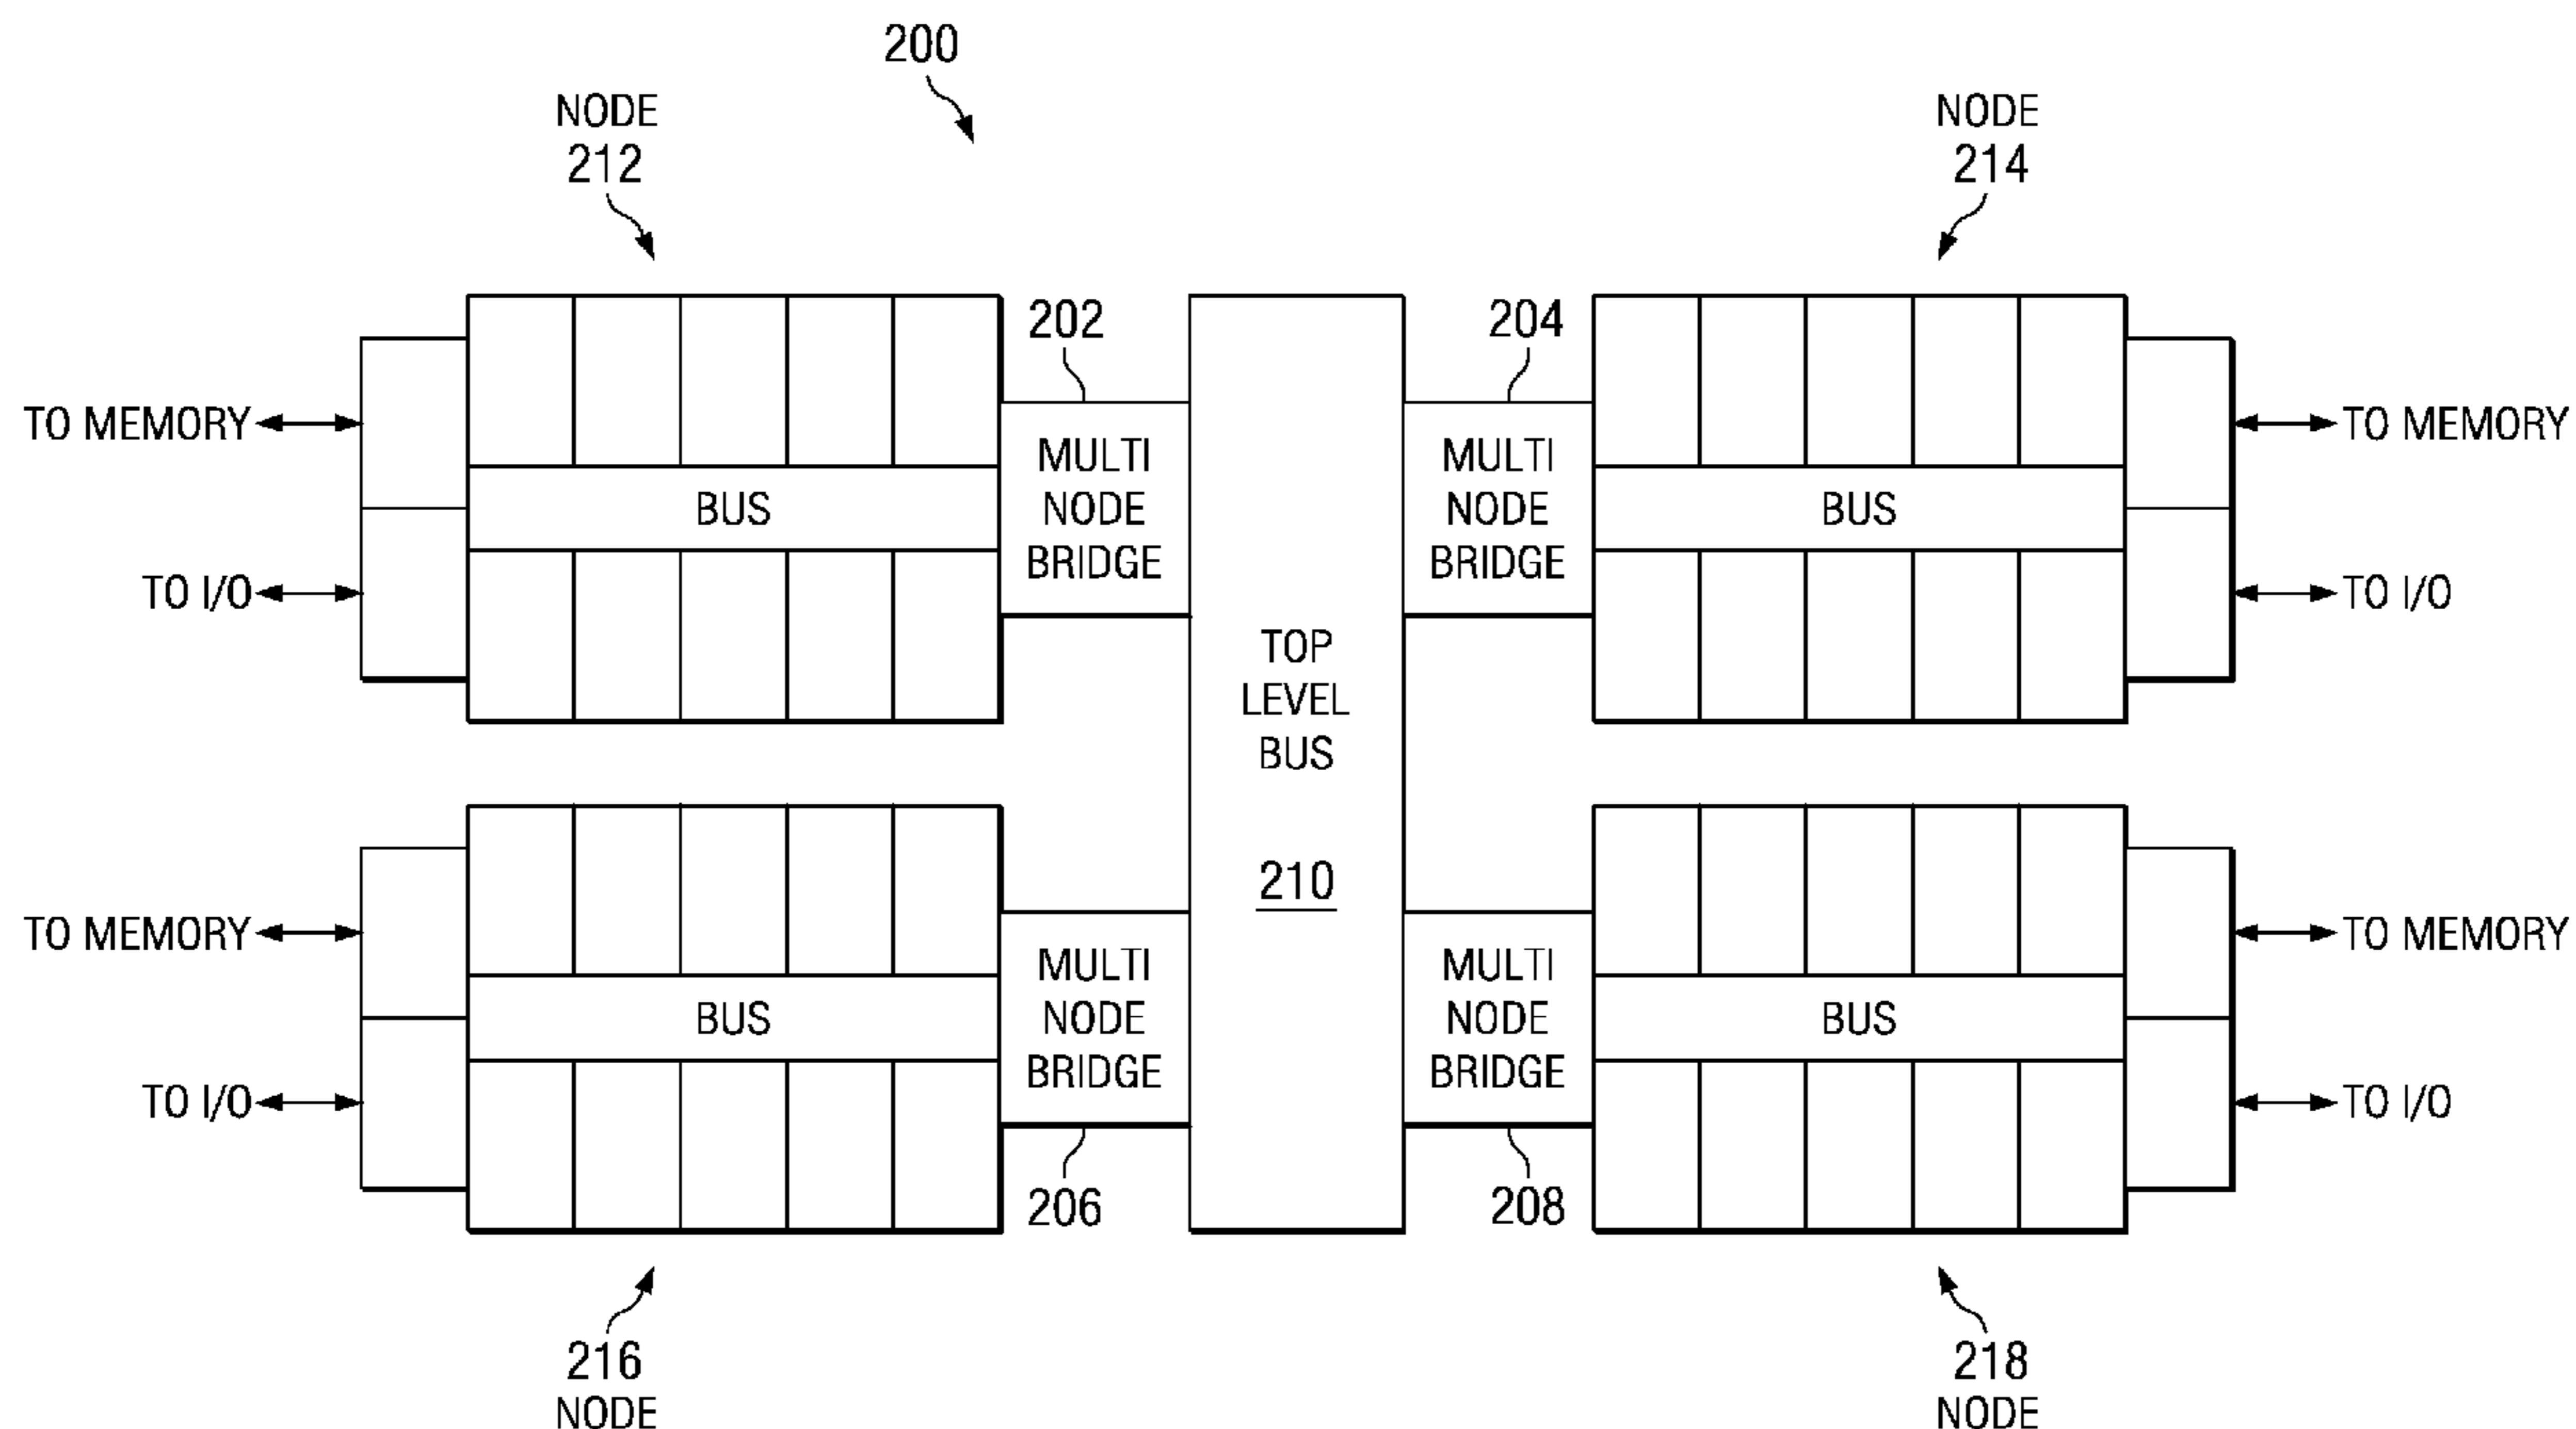 200
NODE
212
NODE
214
202
204
TO MEMORY
MULTI
NODE
BRIDGE
MULTI
NODE
BRIDGE
TO MEMORY
BUS
BUS
TO I/O
TO I/O
TOP
LEVEL
BUS
210
TO MEMORY
MULTI
NODE
BRIDGE
MULTI
NODE
BRIDGE
TO MEMORY
BUS
BUS
TO I/O
TO I/O
206
208
216
NODE
218
NODE